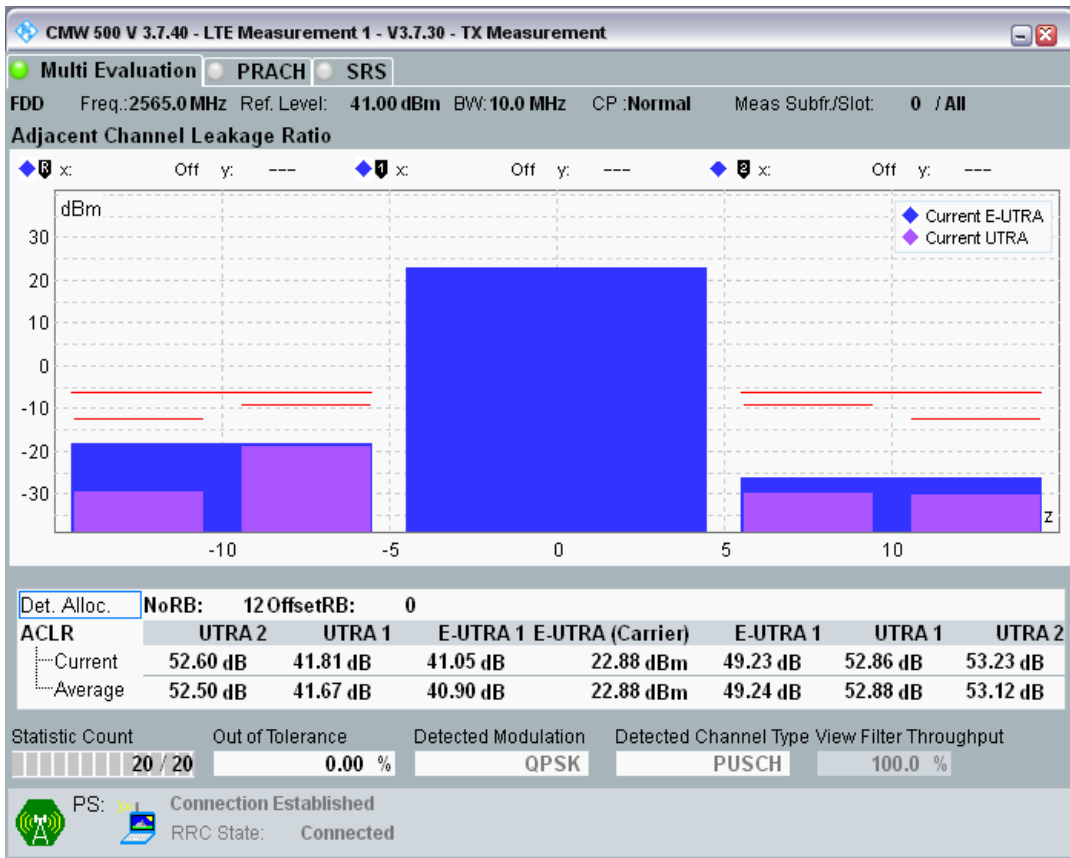 CMW 500 V 3.7.40 - LTE Measurement 1 - V3.7.30 - TX Measurement
Multi Evaluation PRACH SRS
FDD Freq.:2565.0 MHz Ref. Level: 41.00 dBm BW: 10.0 MHz CP :Normal Meas Subfr./Slot: 0 / All
Adjacent Channel Leakage Ratio
R x: Off y: --- 1 x: Off y: --- 2 x: Off y: ---
dBm
Current E-UTRA
Current UTRA
30
20
10
0
-10
-20
-30
z
-10 -5 0 5 10
Det. Alloc. NoRB: 12 OffsetRB: 0
ACLR UTRA 2 UTRA 1 E-UTRA 1 E-UTRA (Carrier) E-UTRA 1 UTRA 1 UTRA 2
Current 52.60 dB 41.81 dB 41.05 dB 22.88 dBm 49.23 dB 52.86 dB 53.23 dB
Average 52.50 dB 41.67 dB 40.90 dB 22.88 dBm 49.24 dB 52.88 dB 53.12 dB
Statistic Count Out of Tolerance Detected Modulation Detected Channel Type View Filter Throughput
20 / 20 0.00 % QPSK PUSCH 100.0 %
PS: Connection Established
RRC State: Connected